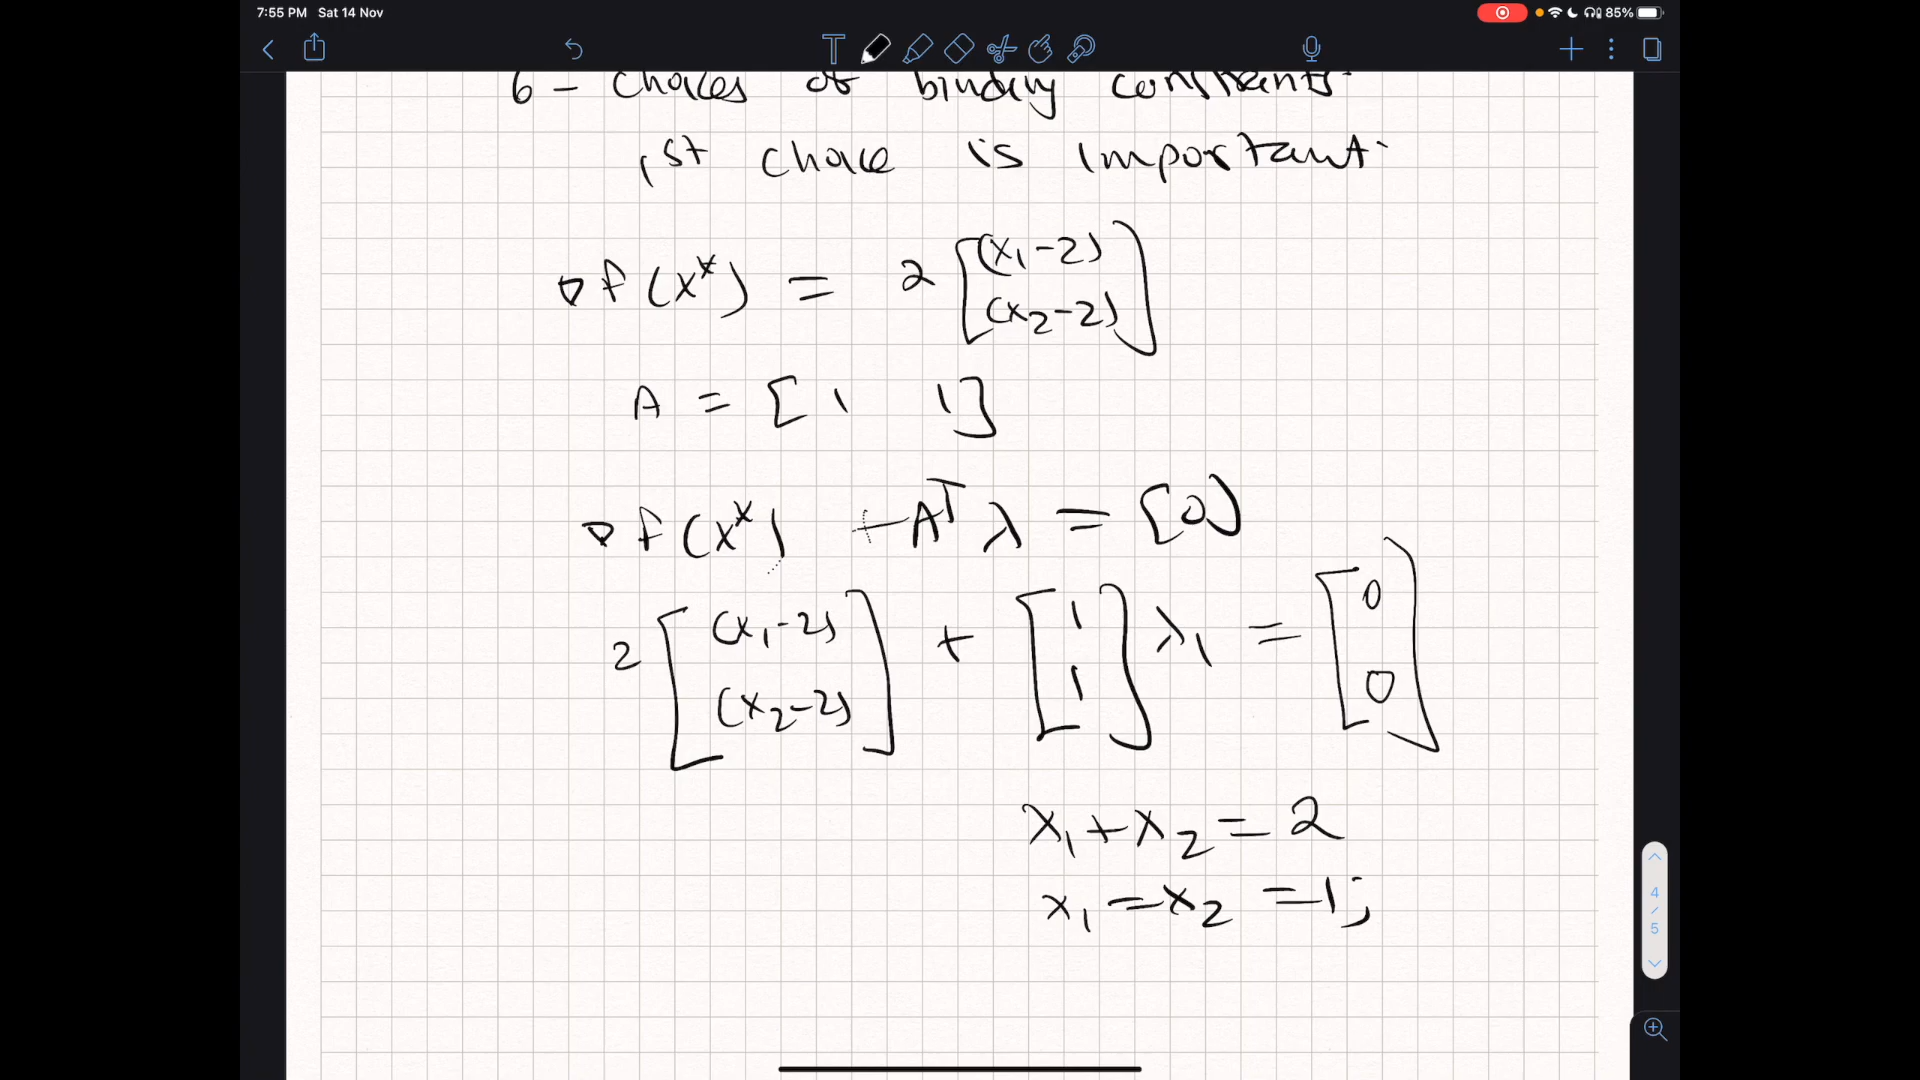 7:55 PM Sat 14 Nov
85%
6 - choices of binding constraints.
1st choice is important.
∇f(x*) = 2 [(x₁-2) (x₂-2)]
A = [1 1]
∇f(x*) + Aᵀλ = [0]
2 [(x₁-2) (x₂-2)] + [1 1] λ₁ = [0 0]
x₁+x₂ = 2
x₁ = x₂ = 1;
4 / 5